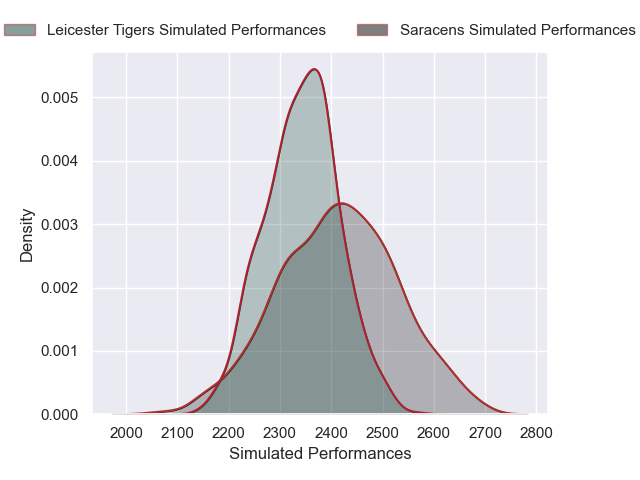 Leicester Tigers Simulated Performances
Saracens Simulated Performances
Density
0.005
0.004
0.003
0.002
0.001
0.000
2000 2100 2200 2300 2400 2500 2600 2700 2800
Simulated Performances